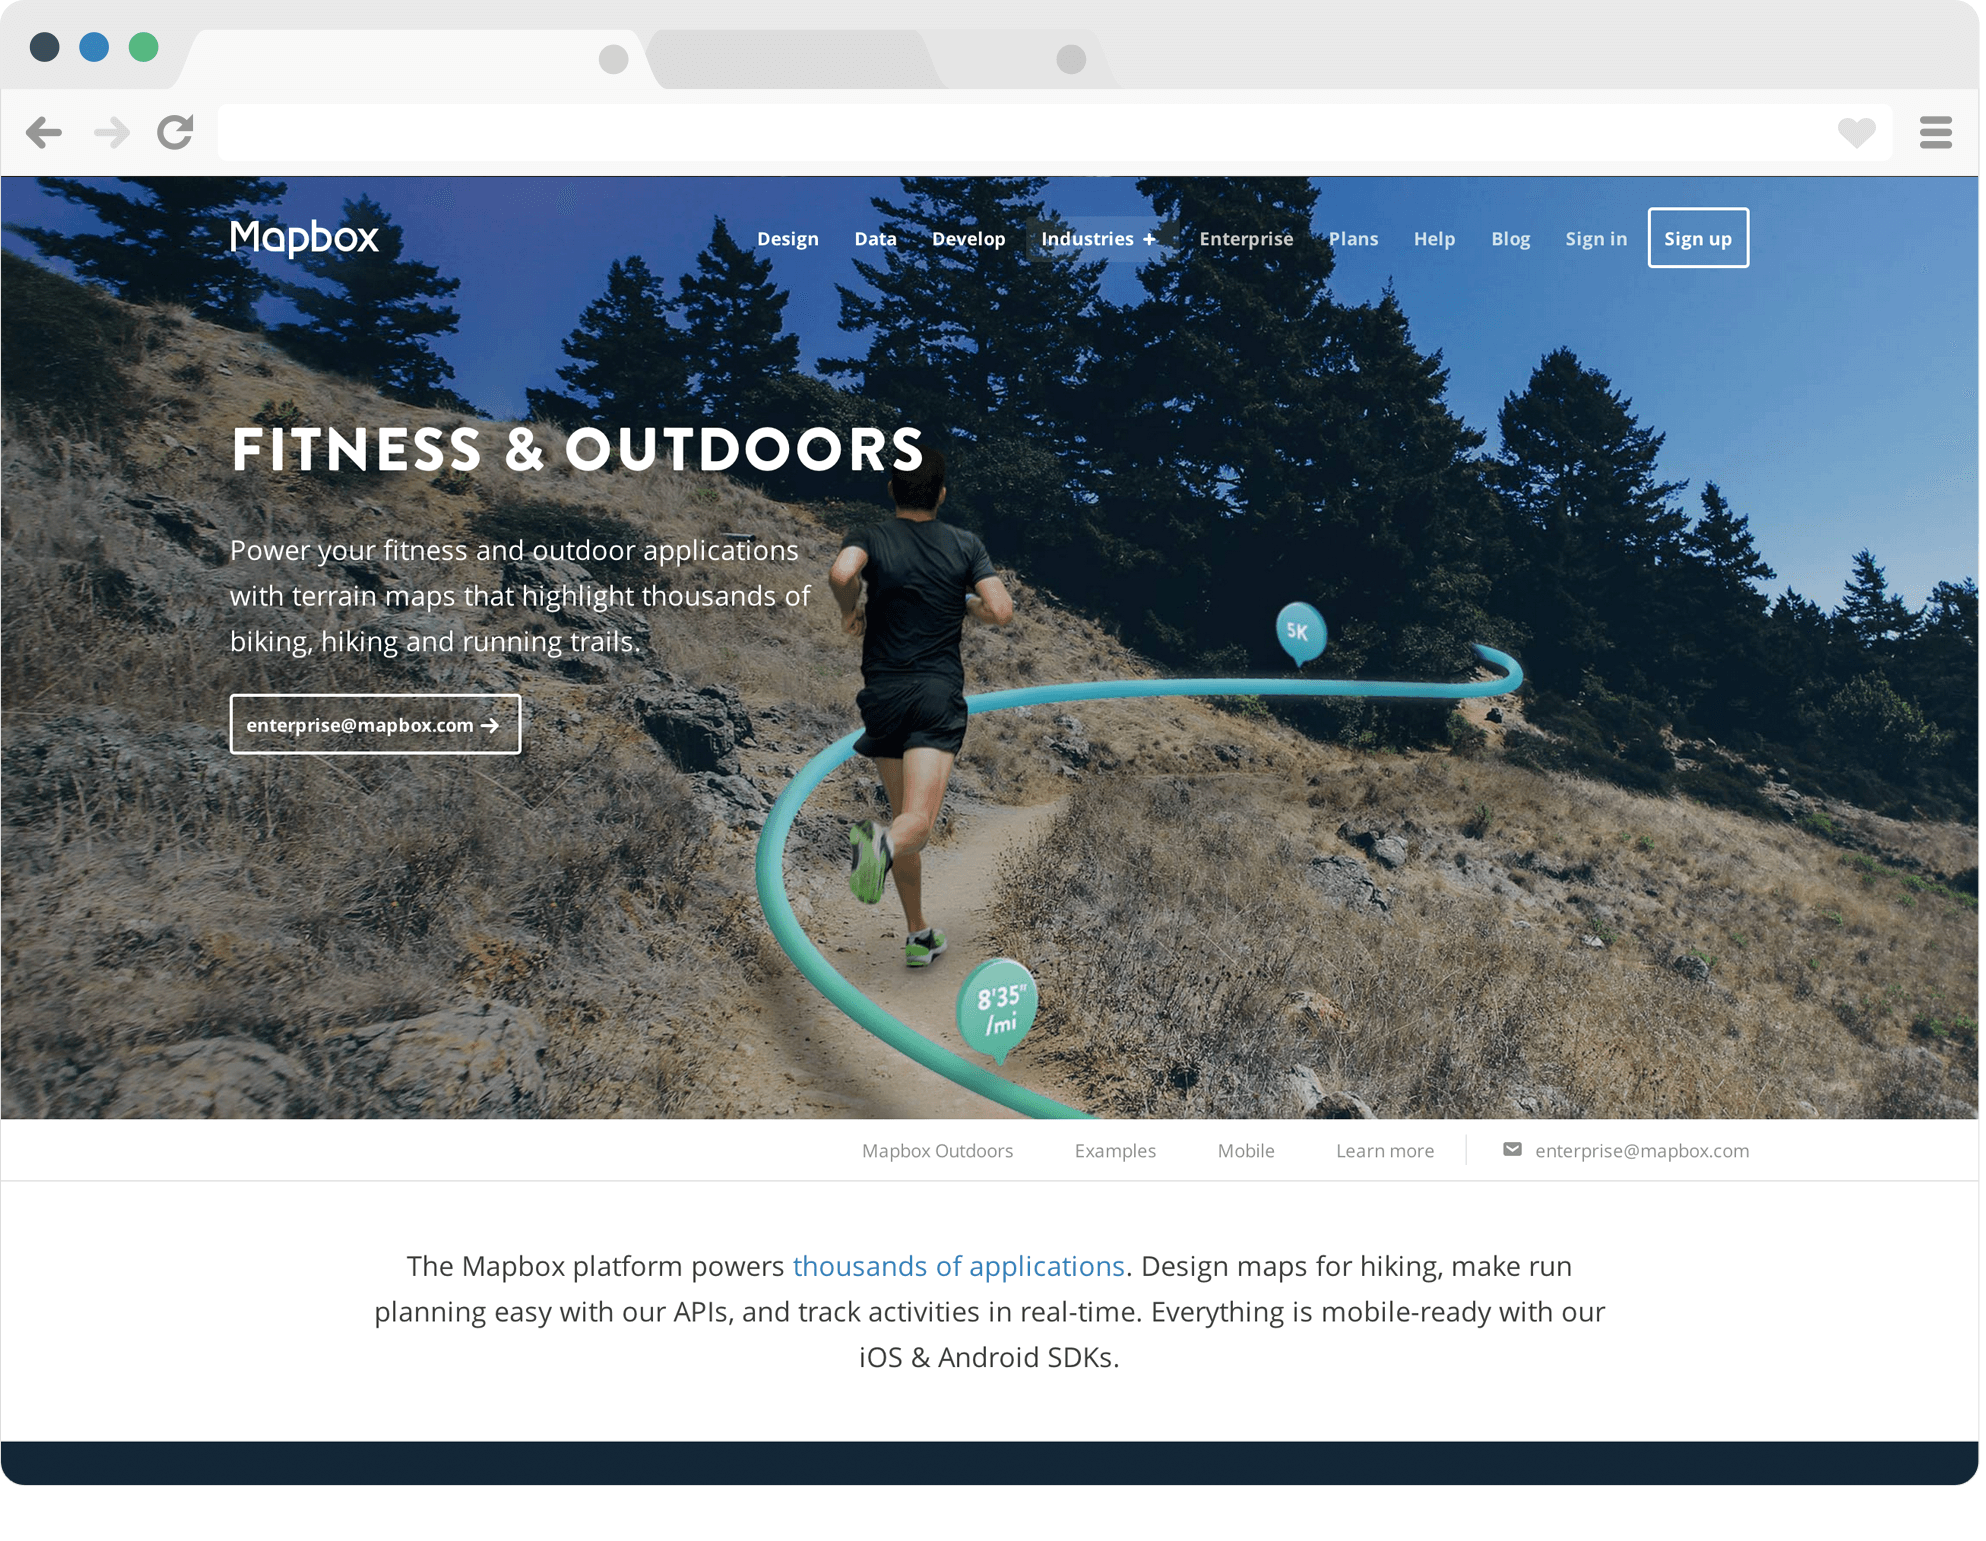 Mapbox
Design Data Develop Industries + Enterprise Plans Help Blog Sign in Sign up
FITNESS & OUTDOORS
Power your fitness and outdoor applications
with terrain maps that highlight thousands of
biking, hiking and running trails.
enterprise@mapbox.com →
5K
8'35"
/mi
Mapbox Outdoors Examples Mobile Learn more enterprise@mapbox.com
The Mapbox platform powers thousands of applications. Design maps for hiking, make run
planning easy with our APIs, and track activities in real-time. Everything is mobile-ready with our
iOS & Android SDKs.